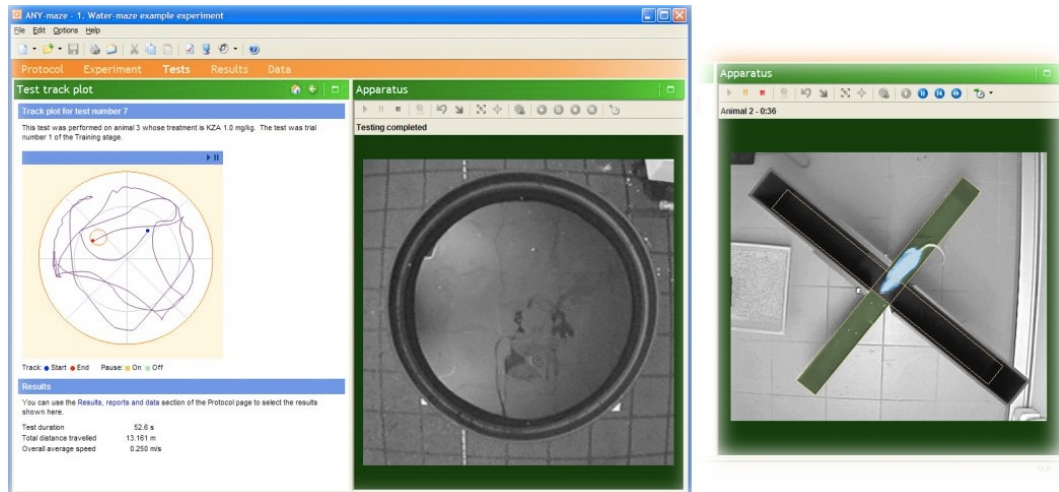 ANY-maze - 1. Water-maze example experiment
File Edit Options Help
Protocol Experiment Tests Results Data
Test track plot
Track plot for test number 7
This test was performed on animal 3 whose treatment is KZA 1.0 mg/kg. The test was trial
number 1 of the Training stage.
Track: Start End Pause: On Off
Results
You can use the Results, reports and data section of the Protocol page to select the results
shown here.
Test duration 52.6 s
Total distance travelled 13.161 m
Overall average speed 0.250 m/s
Apparatus
Testing completed
Apparatus
Animal 2 - 0:36